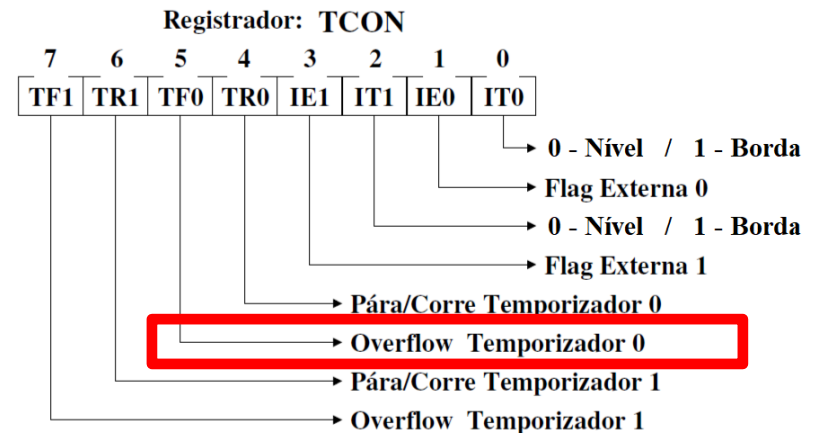 Registrador: TCON
7 6 5 4 3 2 1 0
TF1 TR1 TF0 TR0 IE1 IT1 IE0 IT0
0 - Nível / 1 - Borda
Flag Externa 0
0 - Nível / 1 - Borda
Flag Externa 1
Pára/Corre Temporizador 0
Overflow Temporizador 0
Pára/Corre Temporizador 1
Overflow Temporizador 1